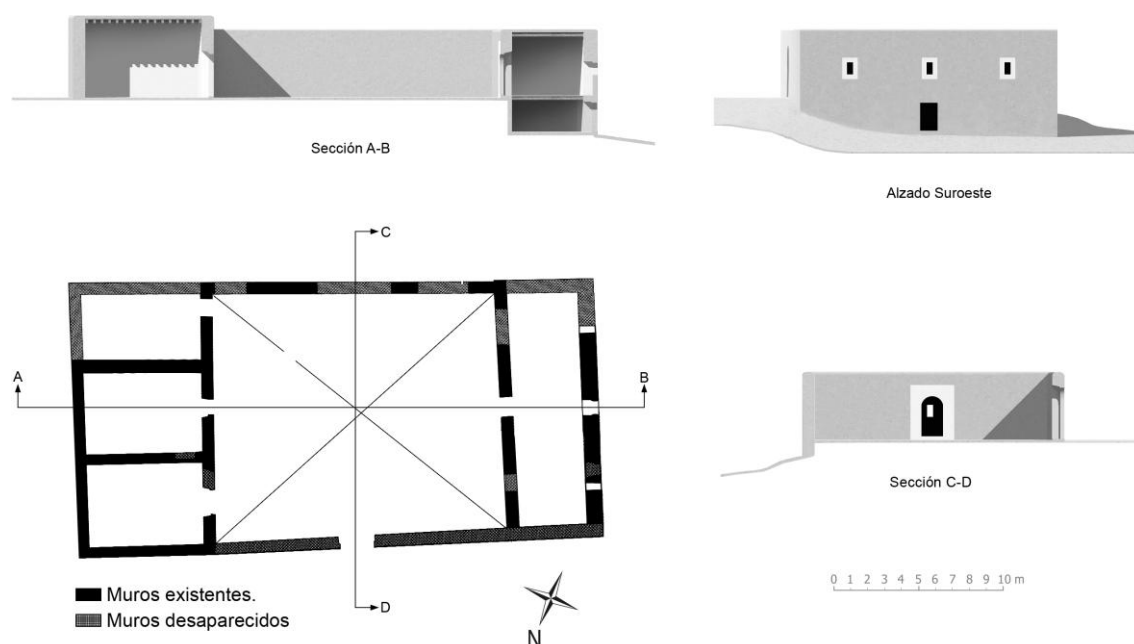 Sección A-B
Alzado Suroeste
C
A
B
Sección C-D
D
0 1 2 3 4 5 6 7 8 9 10 m
Muros existentes.
Muros desaparecidos
N